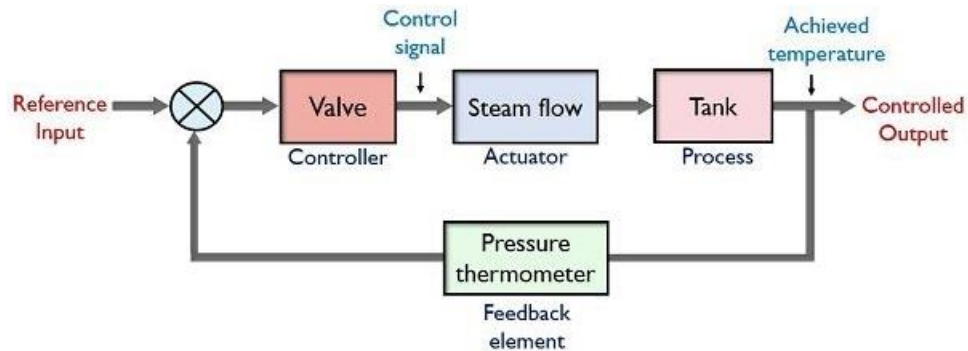 Control
signal
Achieved
temperature
Reference
Input
Valve
Steam flow
Tank
Controlled
Output
Controller
Actuator
Process
Pressure
thermometer
Feedback
element